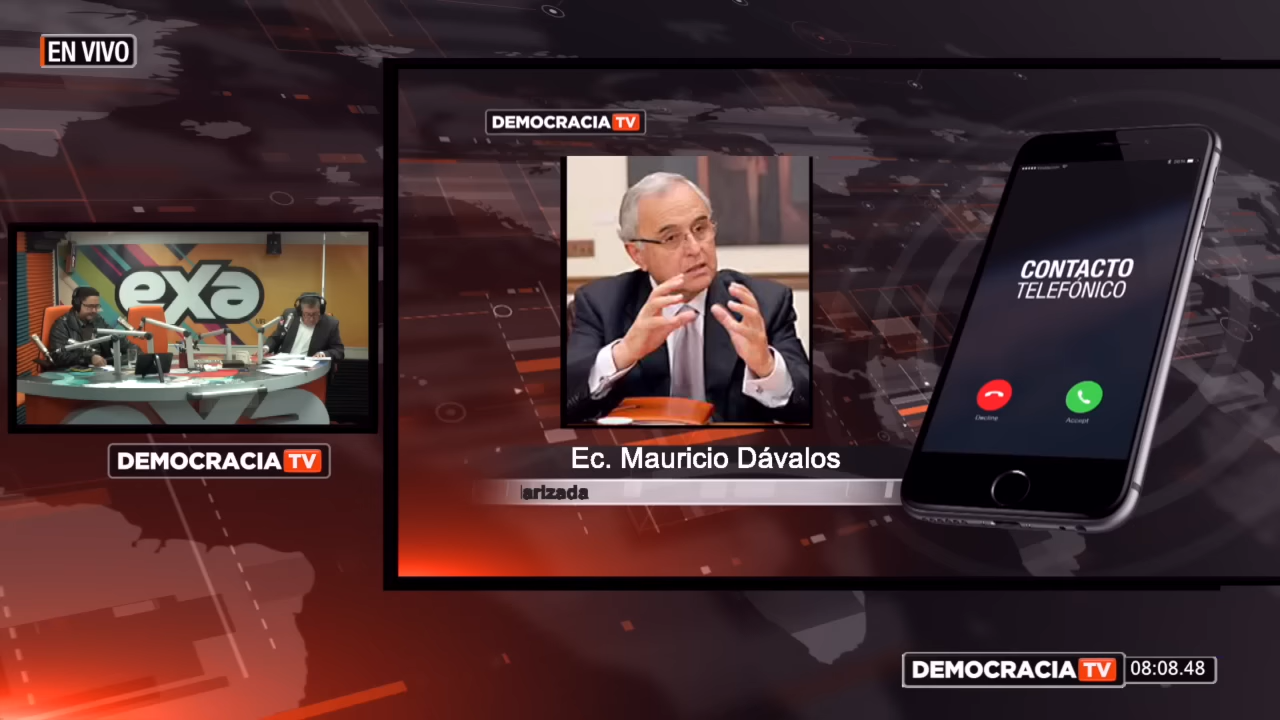 EN VIVO
DEMOCRACIA TV
exa
DEMOCRACIA TV
CONTACTO
TELEFÓNICO
Decline
Accept
Ec. Mauricio Dávalos
arizada
DEMOCRACIA TV 08:08.48